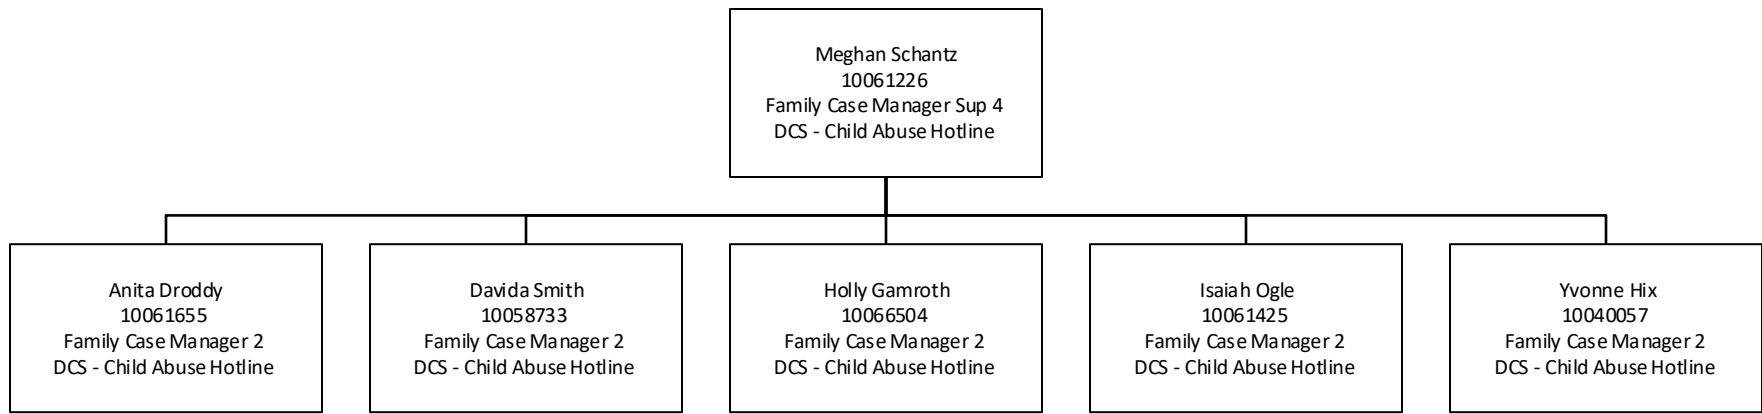 Meghan Schantz
10061226
Family Case Manager Sup 4
DCS - Child Abuse Hotline
Anita Droddy
10061655
Family Case Manager 2
DCS - Child Abuse Hotline
Davida Smith
10058733
Family Case Manager 2
DCS - Child Abuse Hotline
Holly Gamroth
10066504
Family Case Manager 2
DCS - Child Abuse Hotline
Isaiah Ogle
10061425
Family Case Manager 2
DCS - Child Abuse Hotline
Yvonne Hix
10040057
Family Case Manager 2
DCS - Child Abuse Hotline